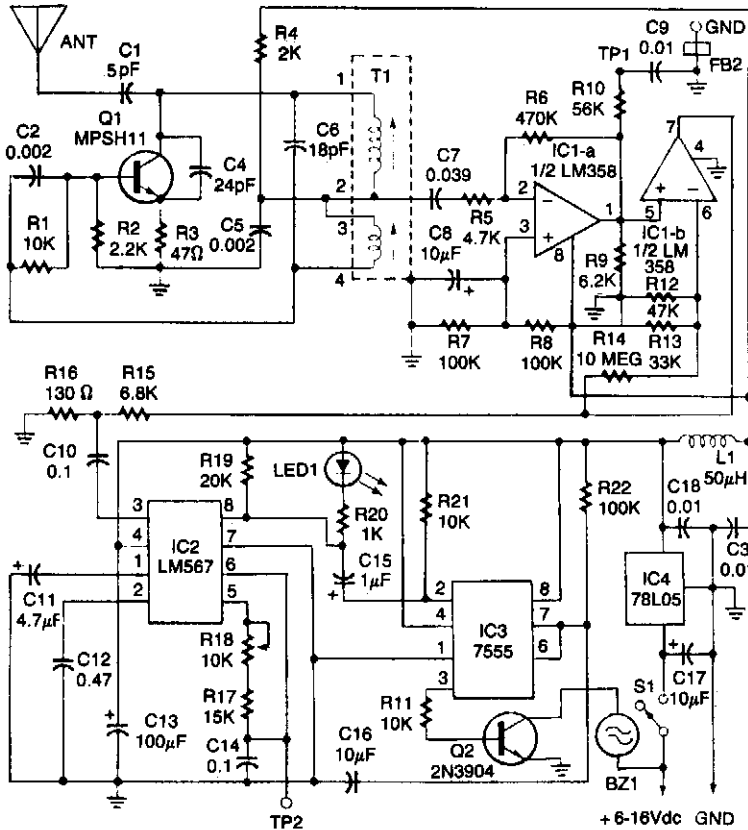 ANT
C1
5pF
R4
2K
C9
0.01
GND
FB2
TP1
T1
1
R10
56K
R6
470K
7
4
Q1
MPSH11
C6
18pF
C2
0.002
C4
24pF
C7
0.039
IC1-a
1/2 LM358
2
2
1
5
6
R1
10K
R2
2.2K
R3
47Ω
C5
0.002
3
R5
4.7K
3
8
IC1-b
1/2 LM
358
C8
10µF
+
R9
6.2K
4
R12
47K
R7
100K
R8
100K
R14
10 MEG
R13
33K
R16
130 Ω
R15
6.8K
C10
0.1
R19
20K
LED1
R21
10K
R22
100K
L1
50µH
C18
0.01
C3
0.01
3
8
R20
1K
4
IC2
LM567
7
1
6
C15
1µF
+
2
8
IC4
78L05
2
5
4
IC3
7555
7
C11
4.7µF
+
R18
10K
1
6
C12
0.47
3
C17
10µF
+
R17
15K
R11
10K
S1
C13
100µF
+
C14
0.1
C16
10µF
+
Q2
2N3904
BZ1
TP2
+ 6-16Vdc
GND